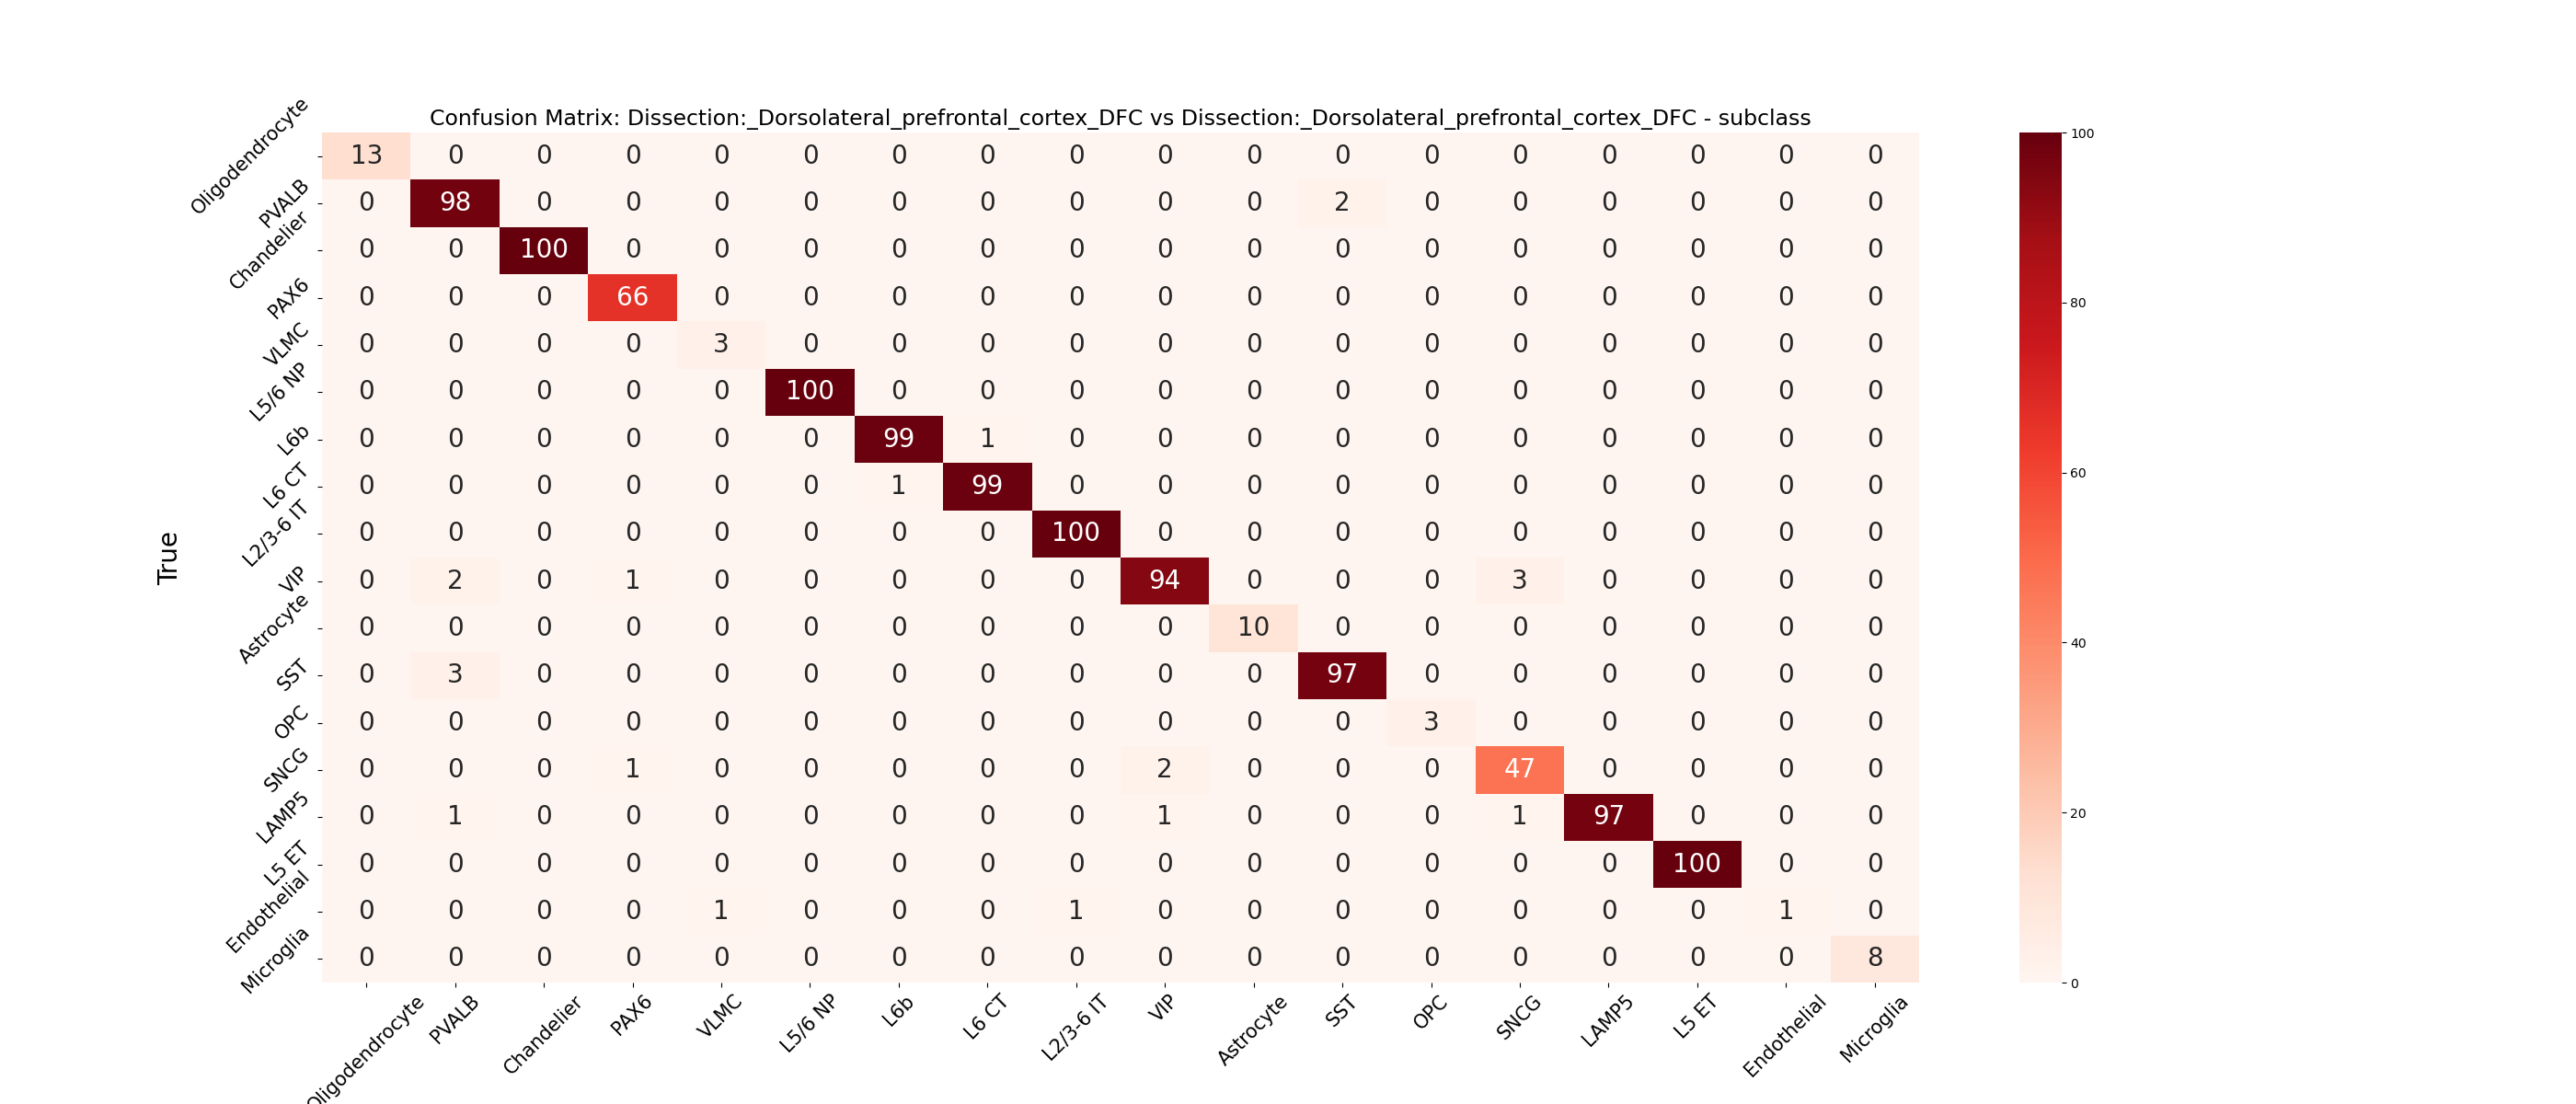 Confusion Matrix: Dissection:_Dorsolateral_prefrontal_cortex_DFC vs Dissection:_Dorsolateral_prefrontal_cortex_DFC - subclass
True
Oligodendrocyte 13 0 0 0 0 0 0 0 0 0 0 0 0 0 0 0 0 0
PVALB 0 98 0 0 0 0 0 0 0 0 0 2 0 0 0 0 0 0
Chandelier 0 0 100 0 0 0 0 0 0 0 0 0 0 0 0 0 0 0
PAX6 0 0 0 66 0 0 0 0 0 0 0 0 0 0 0 0 0 0
VLMC 0 0 0 0 3 0 0 0 0 0 0 0 0 0 0 0 0 0
L5/6 NP 0 0 0 0 0 100 0 0 0 0 0 0 0 0 0 0 0 0
L6b 0 0 0 0 0 0 99 1 0 0 0 0 0 0 0 0 0 0
L6 CT 0 0 0 0 0 0 1 99 0 0 0 0 0 0 0 0 0 0
L2/3-6 IT 0 0 0 0 0 0 0 0 100 0 0 0 0 0 0 0 0 0
VIP 0 2 0 1 0 0 0 0 0 94 0 0 0 3 0 0 0 0
Astrocyte 0 0 0 0 0 0 0 0 0 0 10 0 0 0 0 0 0 0
SST 0 3 0 0 0 0 0 0 0 0 0 97 0 0 0 0 0 0
OPC 0 0 0 0 0 0 0 0 0 0 0 0 3 0 0 0 0 0
SNCG 0 0 0 1 0 0 0 0 0 2 0 0 0 47 0 0 0 0
LAMP5 0 1 0 0 0 0 0 0 0 1 0 0 0 1 97 0 0 0
L5 ET 0 0 0 0 0 0 0 0 0 0 0 0 0 0 0 100 0 0
Endothelial 0 0 0 0 1 0 0 0 1 0 0 0 0 0 0 0 1 0
Microglia 0 0 0 0 0 0 0 0 0 0 0 0 0 0 0 0 0 8
Oligodendrocyte PVALB Chandelier PAX6 VLMC L5/6 NP L6b L6 CT L2/3-6 IT VIP Astrocyte SST OPC SNCG LAMP5 L5 ET Endothelial Microglia
100
80
60
40
20
0